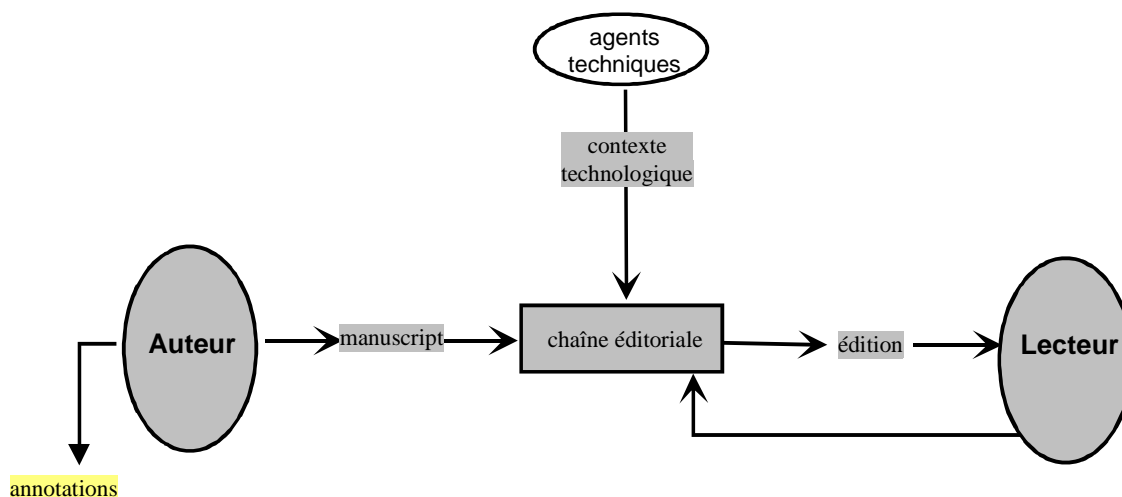 agents
techniques
contexte
technologique
Auteur
manuscript
chaîne éditoriale
édition
Lecteur
annotations